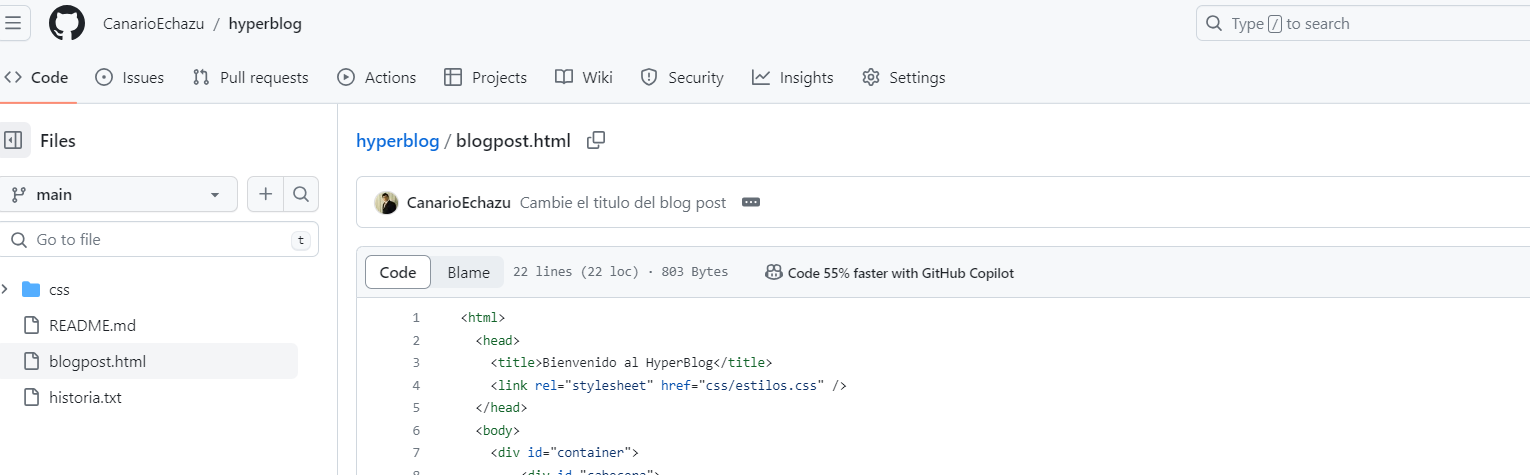 CanarioEchazu / hyperblog
Type / to search
Code Issues Pull requests Actions Projects Wiki Security Insights Settings
Files
main
Go to file t
css
README.md
blogpost.html
historia.txt
hyperblog / blogpost.html
CanarioEchazu Cambie el titulo del blog post
Code Blame 22 lines (22 loc) · 803 Bytes Code 55% faster with GitHub Copilot
1 <html>
2 <head>
3 <title>Bienvenido al HyperBlog</title>
4 <link rel="stylesheet" href="css/estilos.css" />
5 </head>
6 <body>
7 <div id="container">
8 <div id="cabecera">